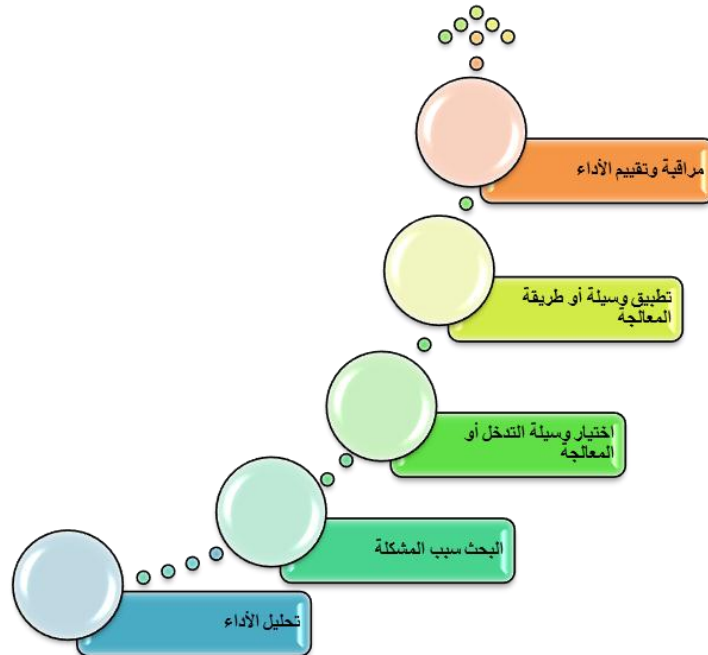 مراقبة وتقييم الأداء
تطبيق وسيلة أو طريقة
المعالجة
اختيار وسيلة التدخل أو
المعالجة
البحث سبب المشكلة
تحليل الأداء